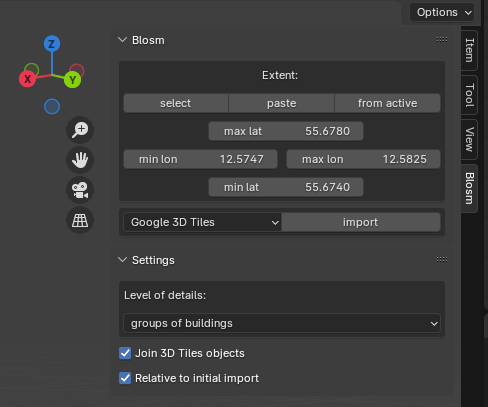 Options
Z
X
Y
Blosm
Extent:
select paste from active
max lat 55.6780
min lon 12.5747 max lon 12.5825
min lat 55.6740
Google 3D Tiles import
Settings
Level of details:
groups of buildings
Join 3D Tiles objects
Relative to initial import
Item
Tool
View
Blosm